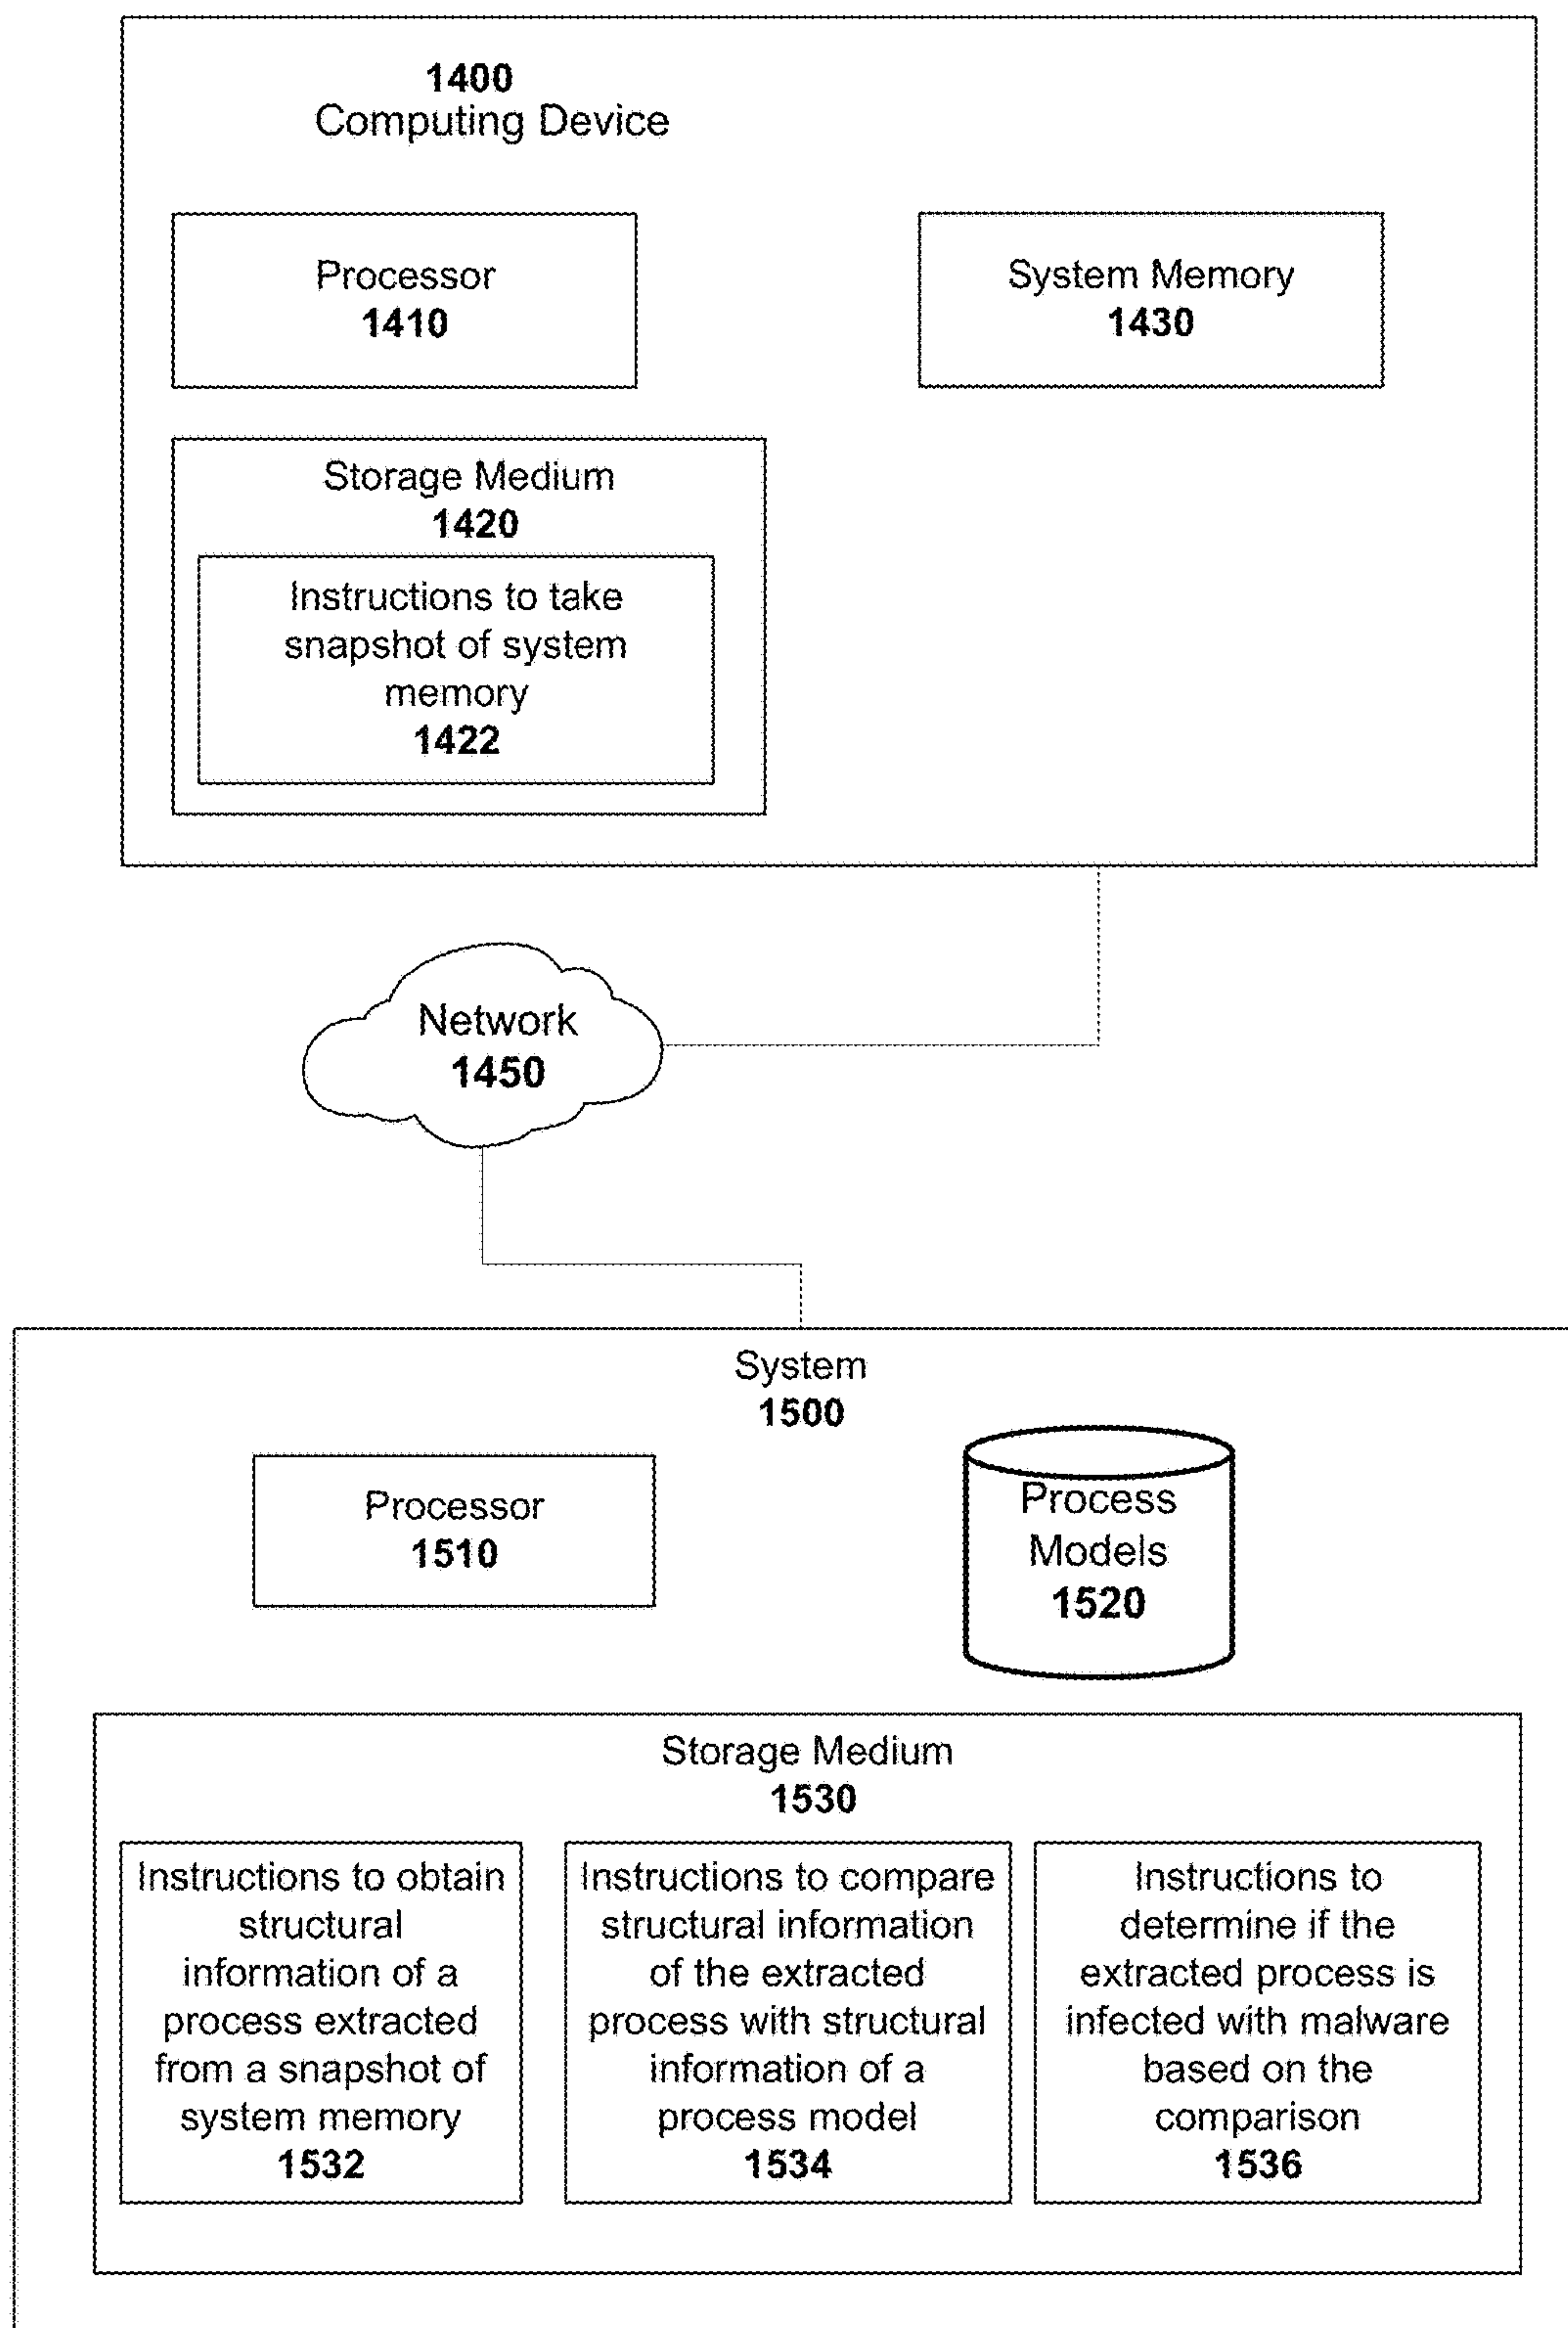 1400
Computing Device
Processor
1410
System Memory
1430
Storage Medium
1420
Instructions to take
snapshot of system
memory
1422
Network
1450
System
1500
Processor
1510
Process
Models
1520
Storage Medium
1530
Instructions to obtain
structural
information of a
process extracted
from a snapshot of
system memory
1532
Instructions to compare
structural information
of the extracted
process with structural
information of a
process model
1534
Instructions to
determine if the
extracted process is
infected with malware
based on the
comparison
1536